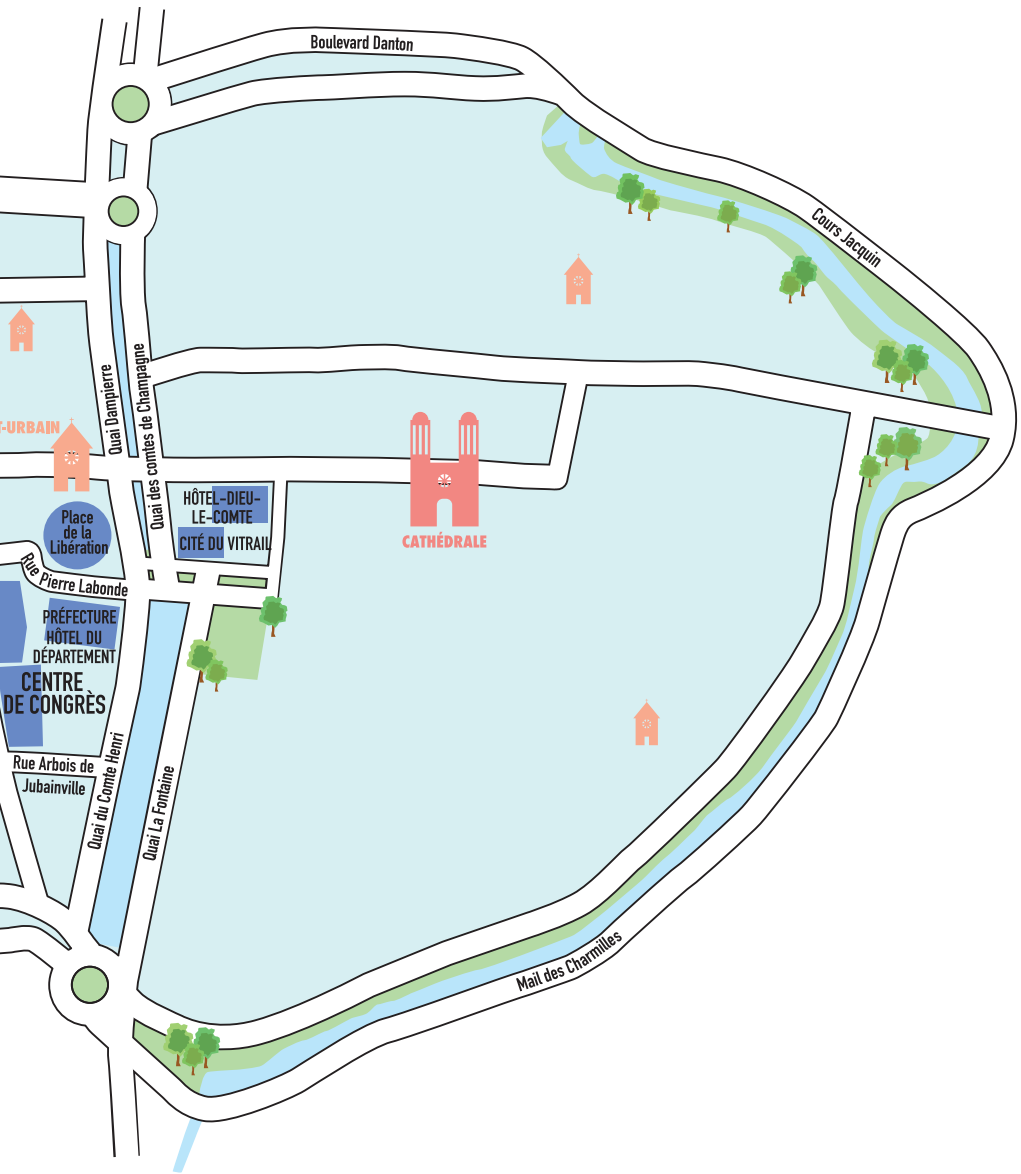 Boulevard Danton
Cours Jacquin
Quai Dampierre
Quai des comtes de Champagne
T-URBAIN
HÔTEL-DIEU-
LE-COMTE
CITÉ DU VITRAIL
CATHÉDRALE
Place
de la
Libération
Rue Pierre Labonde
PRÉFECTURE
HÔTEL DU
DÉPARTEMENT
CENTRE
DE CONGRÈS
Rue Arbois de
Jubainville
Quai du Comte Henri
Quai La Fontaine
Mail des Charmilles